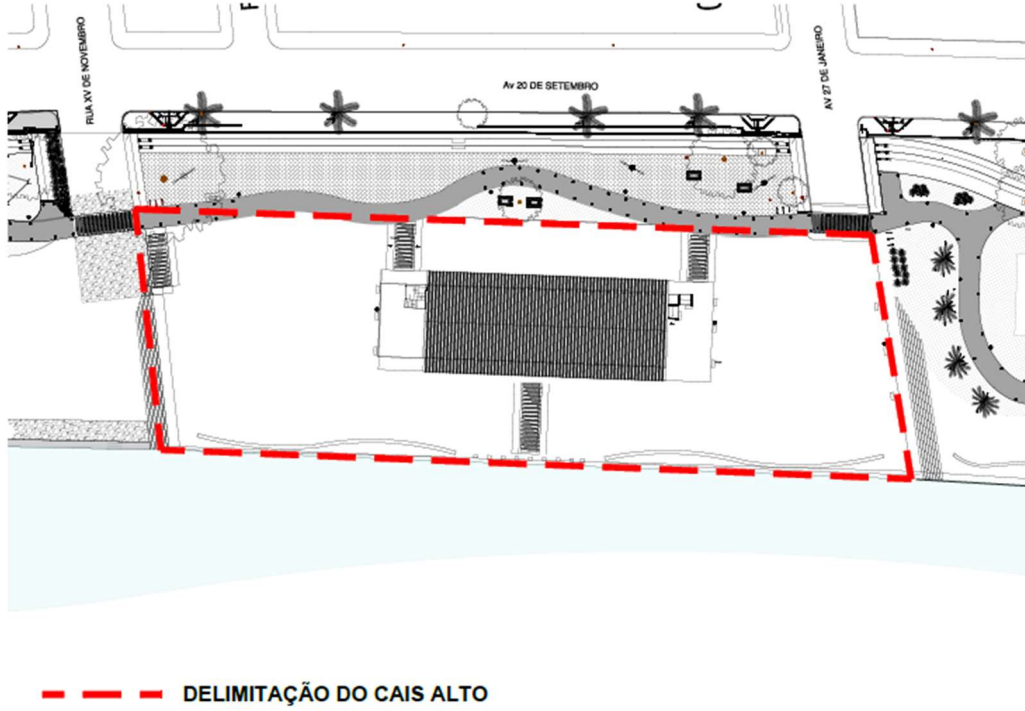 RUA XV DE NOVEMBRO
Av 20 DE SETEMBRO
AV 27 DE JANEIRO
DELIMITAÇÃO DO CAIS ALTO